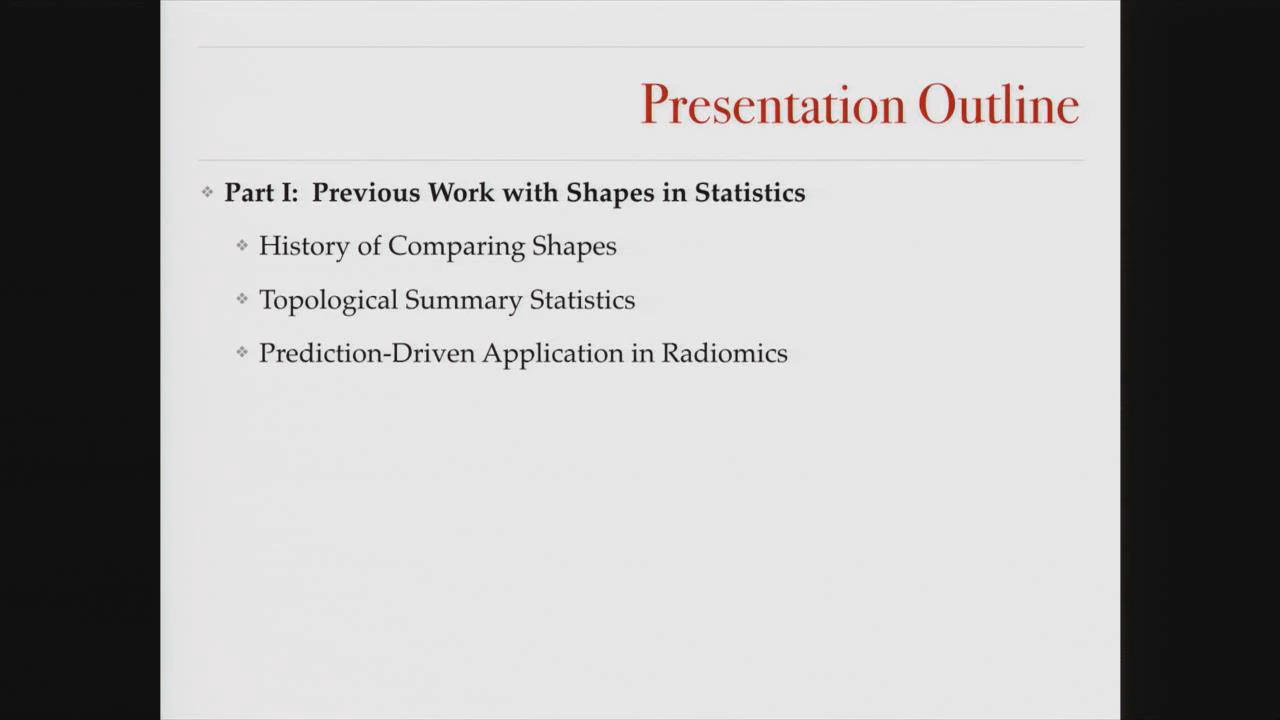 Presentation Outline
Part I: Previous Work with Shapes in Statistics
History of Comparing Shapes
Topological Summary Statistics
Prediction-Driven Application in Radiomics